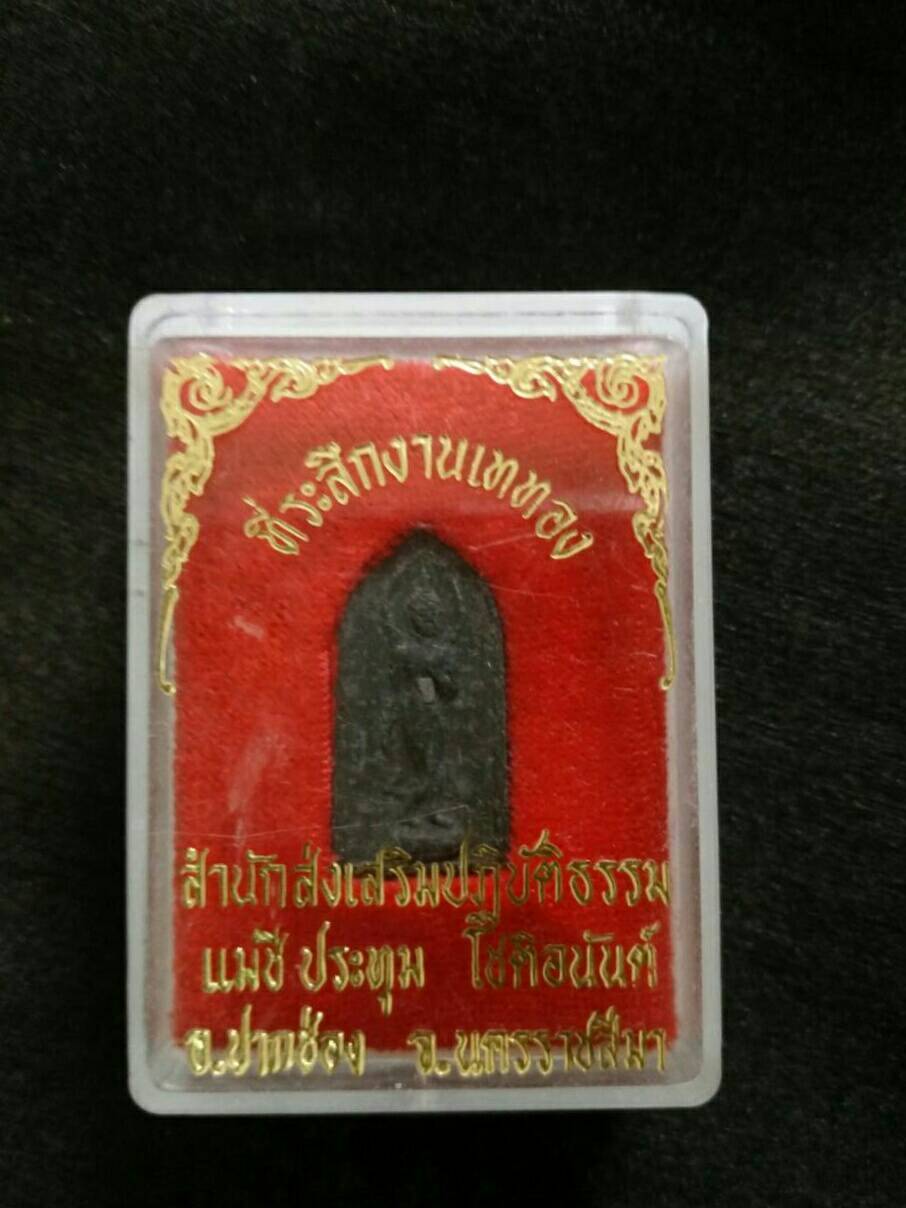 ที่ระลึกงานเททอง
สำนักส่งเสริมปฏิบัติธรรม
แม่ชี ประทุม โชติอนันต์
อ.ปากช่อง จ.นครราชสีมา